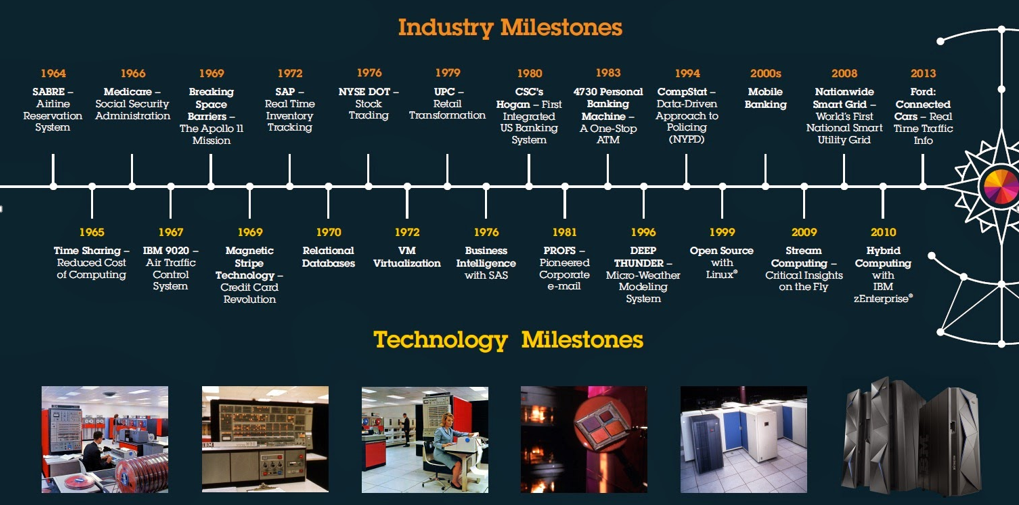 Industry Milestones
1964
SABRE –
Airline
Reservation
System
1966
Medicare –
Social Security
Administration
1969
Breaking
Space
Barriers –
The Apollo 11
Mission
1972
SAP –
Real Time
Inventory
Tracking
1976
NYSE DOT –
Stock
Trading
1979
UPC –
Retail
Transformation
1980
CSC's
Hogan – First
Integrated
US Banking
System
1983
4730 Personal
Banking
Machine –
A One-Stop
ATM
1994
CompStat –
Data-Driven
Approach to
Policing
(NYPD)
2000s
Mobile
Banking
2008
Nationwide
Smart Grid –
World's First
National Smart
Utility Grid
2013
Ford:
Connected
Cars – Real
Time Traffic
Info
1965
Time Sharing –
Reduced Cost
of Computing
1967
IBM 9020 –
Air Traffic
Control
System
1969
Magnetic
Stripe
Technology –
Credit Card
Revolution
1970
Relational
Databases
1972
VM
Virtualization
1976
Business
Intelligence
with SAS
1981
PROFS –
Pioneered
Corporate
e-mail
1996
DEEP
THUNDER –
Micro-Weather
Modeling
System
1999
Open Source
with
Linux®
2009
Stream
Computing –
Critical Insights
on the Fly
2010
Hybrid
Computing
with
IBM
zEnterprise®
Technology Milestones